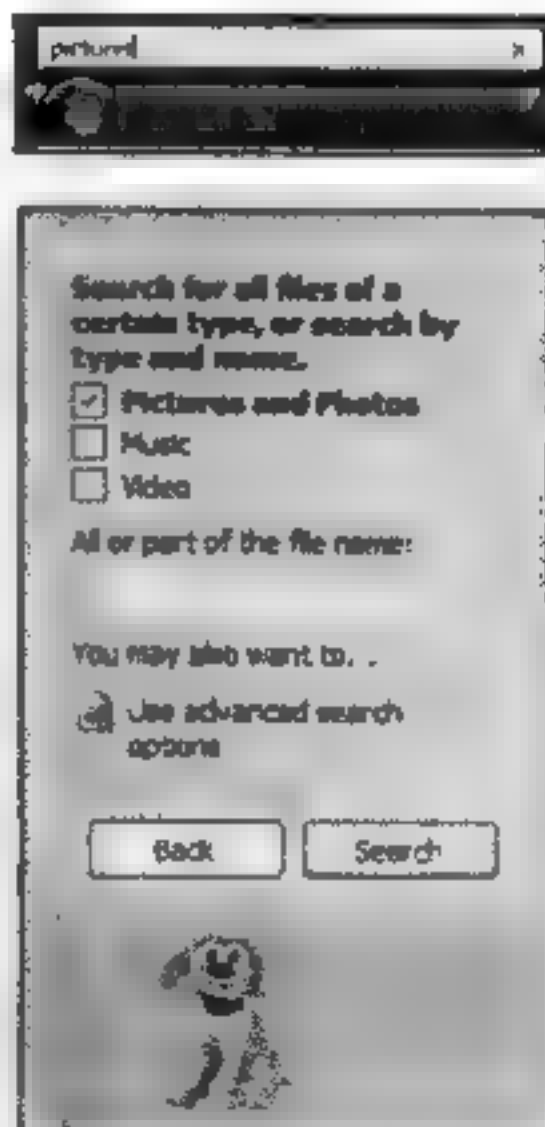 pictures
Search for all files of a
certain type, or search by
type and name.
Pictures and Photos
Music
Video
All or part of the file name:
You may also want to. .
Use advanced search
options
Back
Search